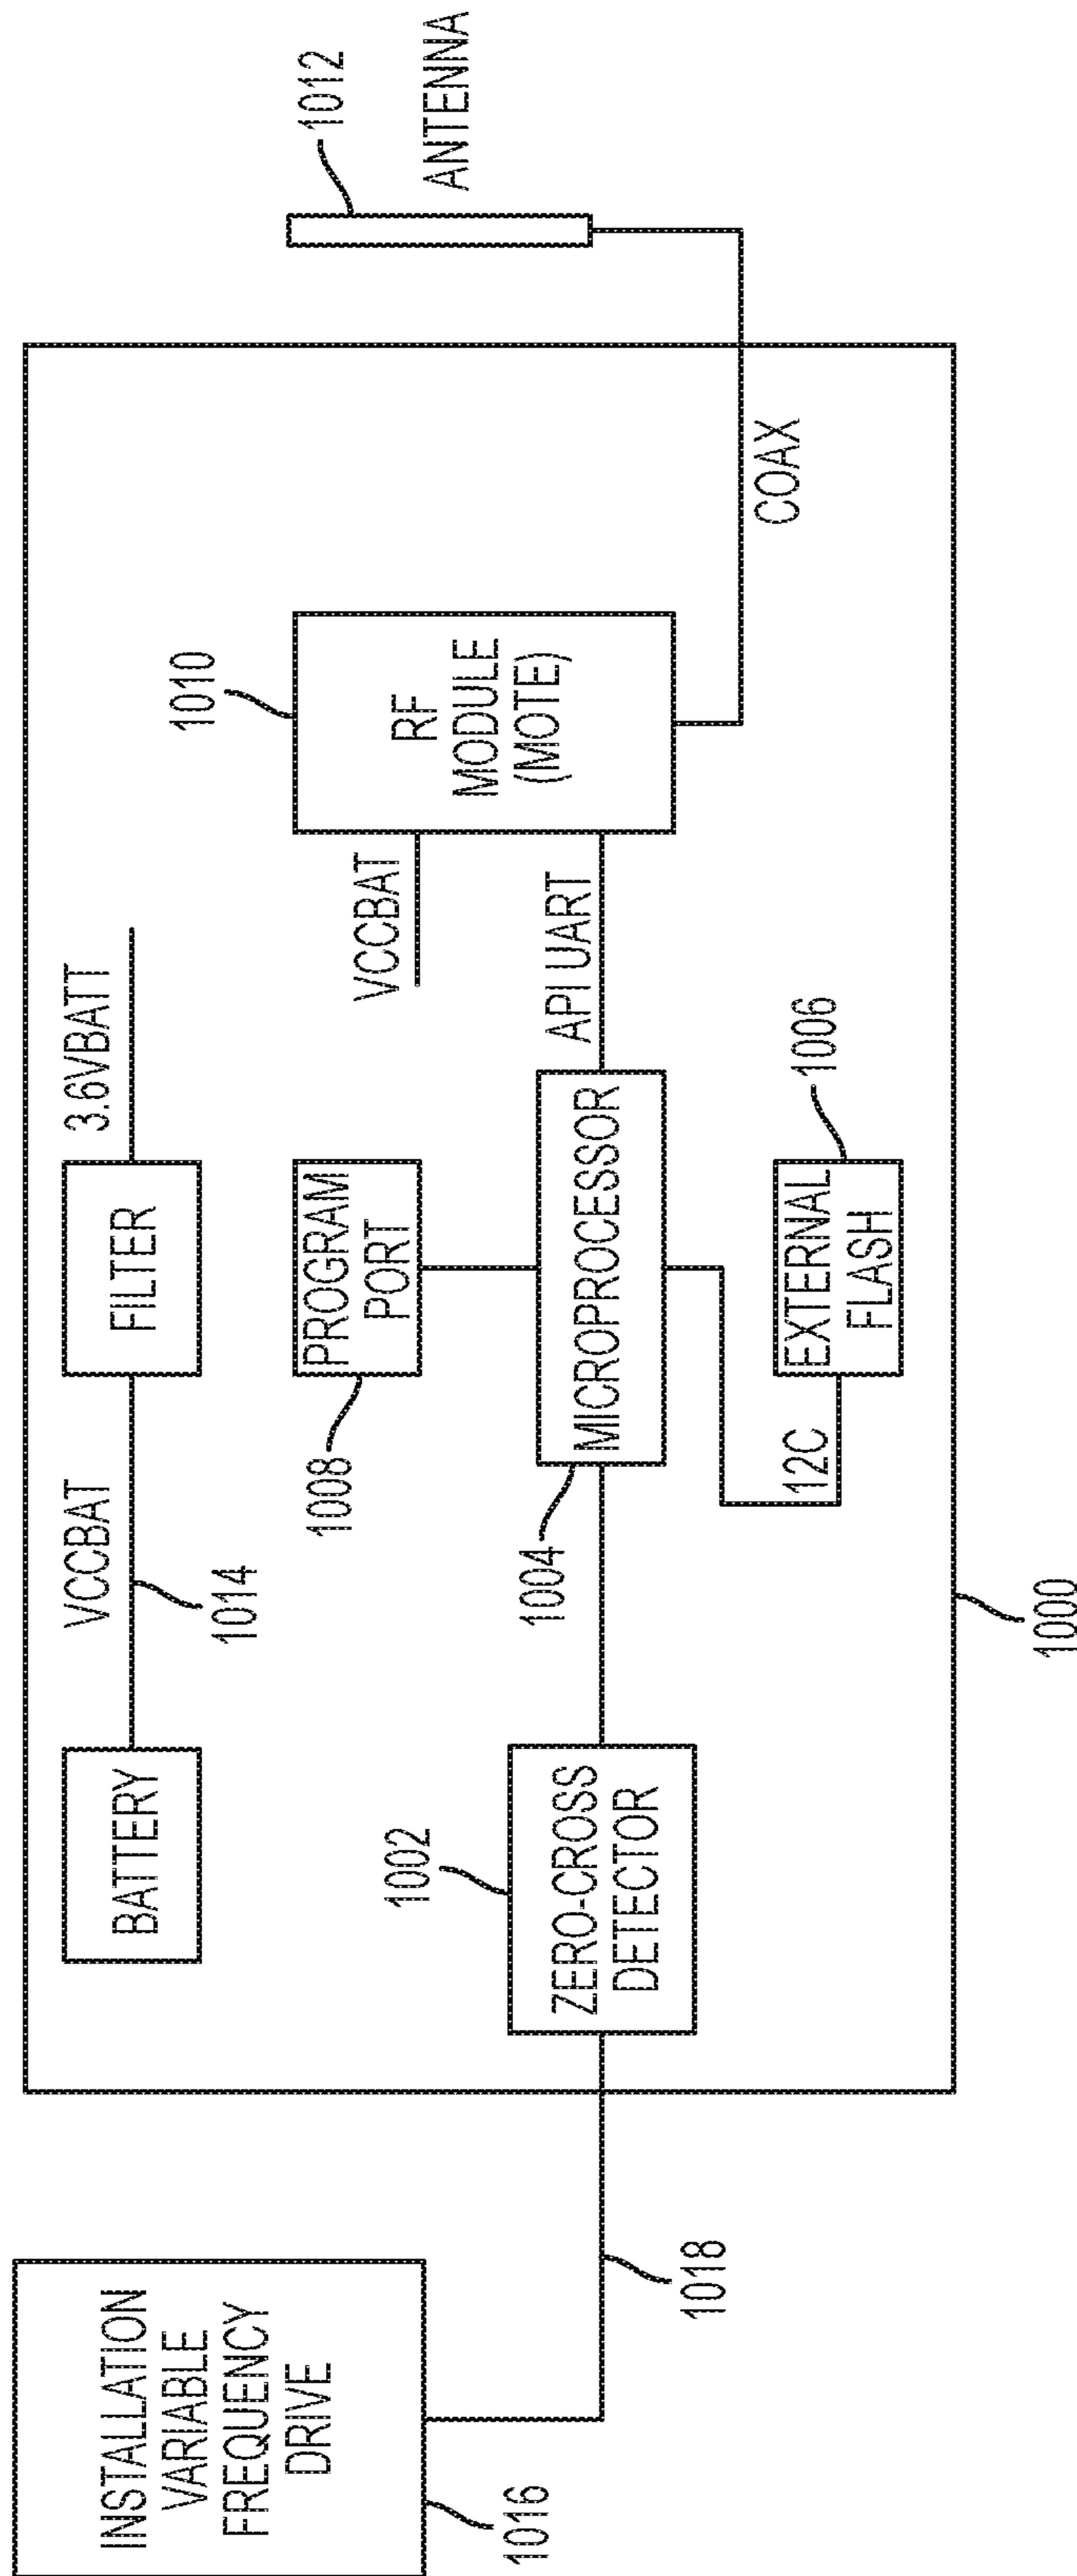 INSTALLATION
VARIABLE
FREQUENCY
DRIVE
1016
1018
BATTERY
VCCBAT
1014
FILTER
3.6VBATT
1002
ZERO-CROSS
DETECTOR
1008
PROGRAM
PORT
1004
MICROPROCESSOR
12C
EXTERNAL
FLASH
1006
API UART
VCCBAT
1010
RF
MODULE
(MOTE)
COAX
1012
ANTENNA
1000